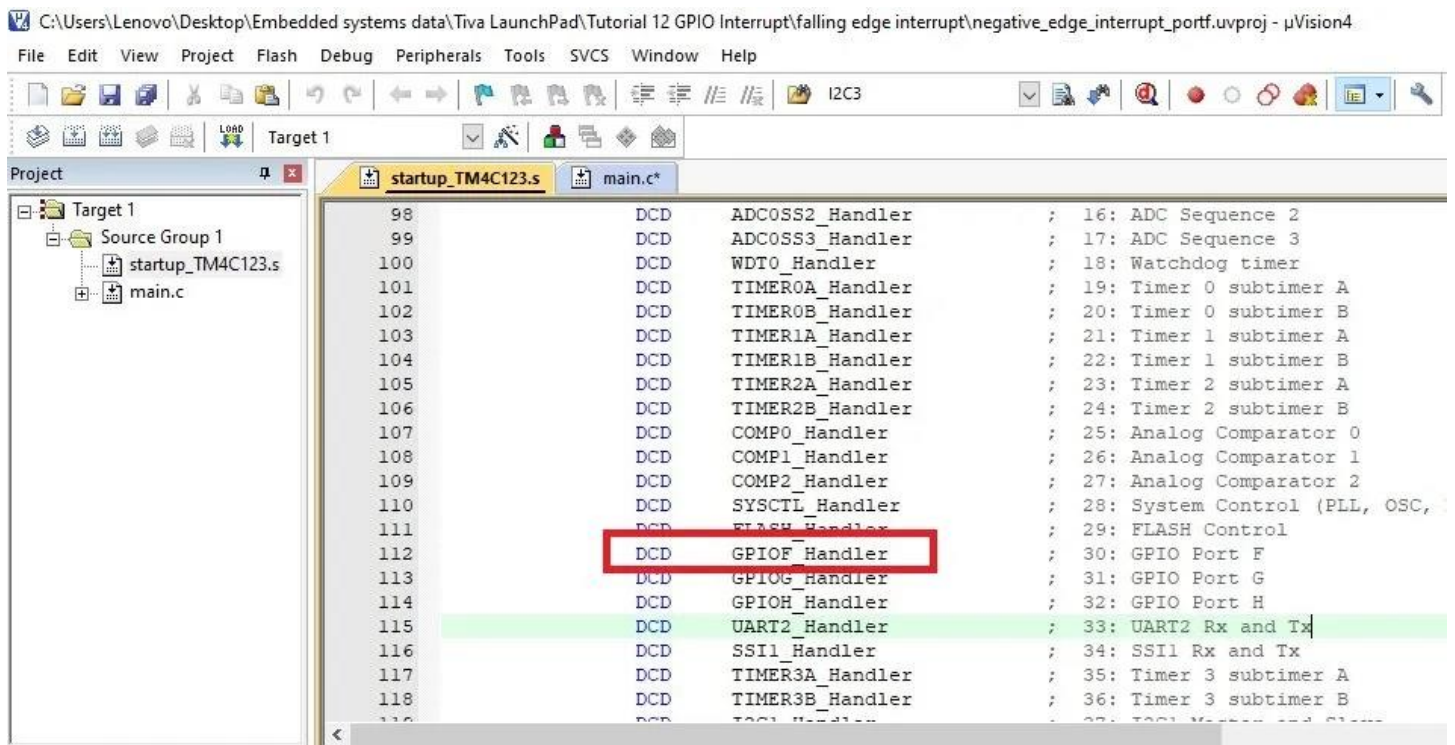 C:\Users\Lenovo\Desktop\Embedded systems data\Tiva LaunchPad\Tutorial 12 GPIO Interrupt\falling edge interrupt\negative_edge_interrupt_portf.uvproj - µVision4
File Edit View Project Flash Debug Peripherals Tools SVCS Window Help
I2C3
LOAD Target 1
Project
startup_TM4C123.s main.c*
Target 1
Source Group 1
startup_TM4C123.s
main.c
98 DCD ADC0SS2_Handler ; 16: ADC Sequence 2
99 DCD ADC0SS3_Handler ; 17: ADC Sequence 3
100 DCD WDT0_Handler ; 18: Watchdog timer
101 DCD TIMER0A_Handler ; 19: Timer 0 subtimer A
102 DCD TIMER0B_Handler ; 20: Timer 0 subtimer B
103 DCD TIMER1A_Handler ; 21: Timer 1 subtimer A
104 DCD TIMER1B_Handler ; 22: Timer 1 subtimer B
105 DCD TIMER2A_Handler ; 23: Timer 2 subtimer A
106 DCD TIMER2B_Handler ; 24: Timer 2 subtimer B
107 DCD COMP0_Handler ; 25: Analog Comparator 0
108 DCD COMP1_Handler ; 26: Analog Comparator 1
109 DCD COMP2_Handler ; 27: Analog Comparator 2
110 DCD SYSCTL_Handler ; 28: System Control (PLL, OSC,
111 DCD FLASH_Handler ; 29: FLASH Control
112 DCD GPIOF_Handler ; 30: GPIO Port F
113 DCD GPIOG_Handler ; 31: GPIO Port G
114 DCD GPIOH_Handler ; 32: GPIO Port H
115 DCD UART2_Handler ; 33: UART2 Rx and Tx
116 DCD SSI1_Handler ; 34: SSI1 Rx and Tx
117 DCD TIMER3A_Handler ; 35: Timer 3 subtimer A
118 DCD TIMER3B_Handler ; 36: Timer 3 subtimer B